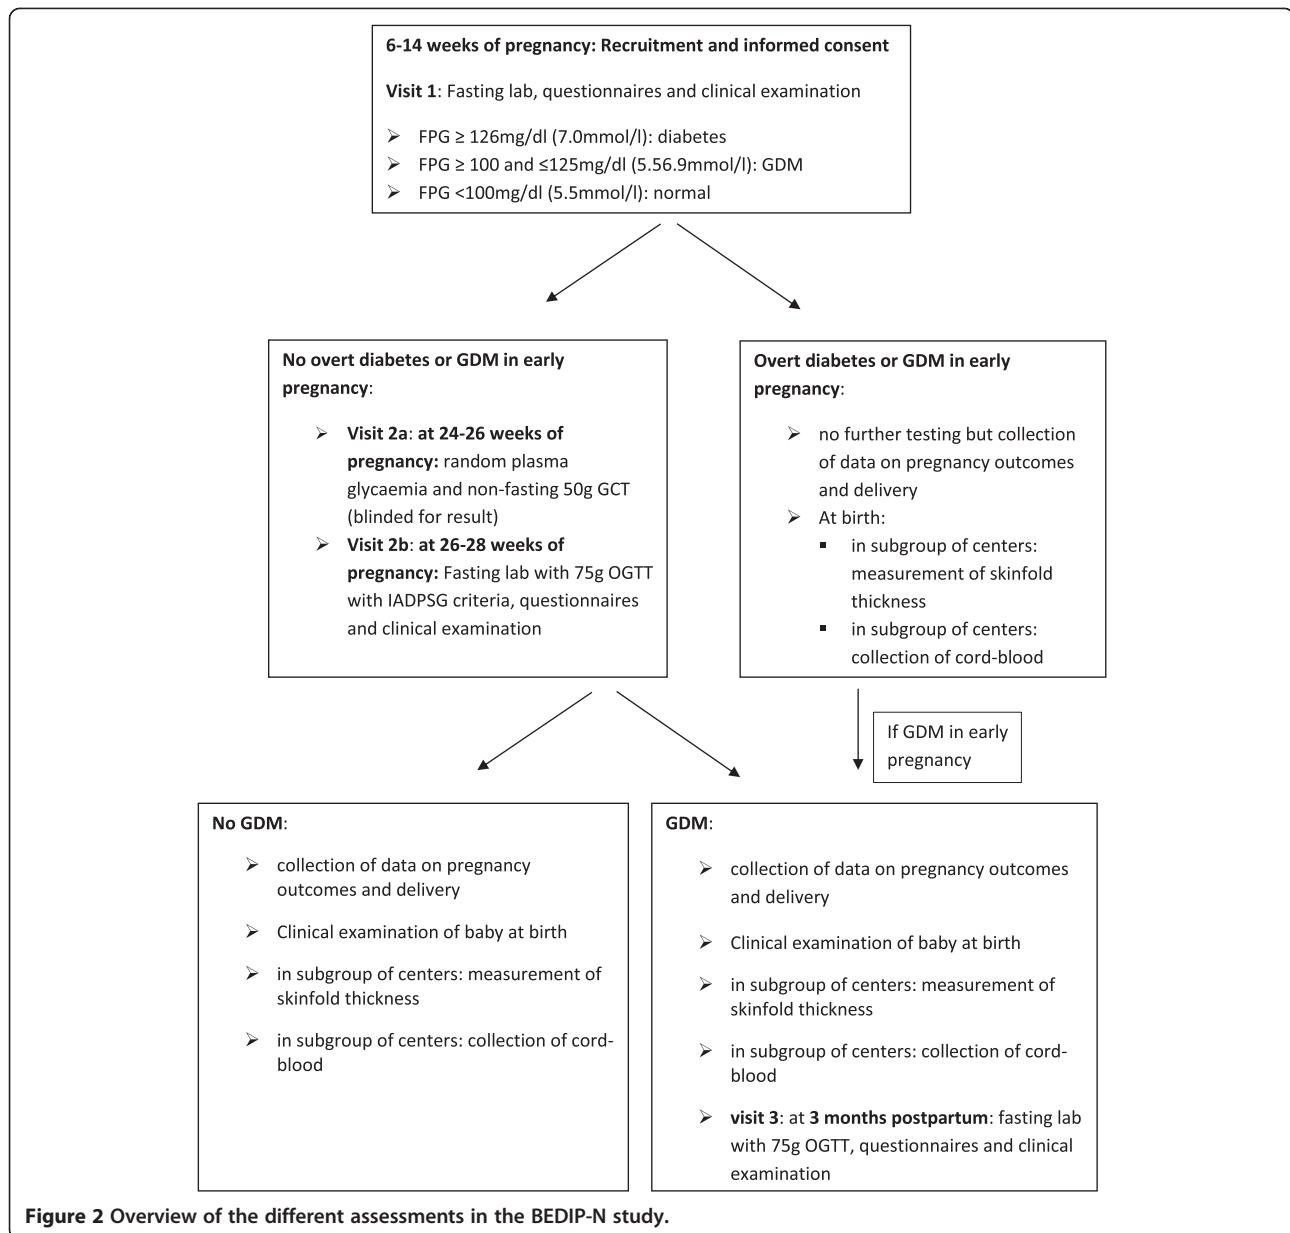 6-14 weeks of pregnancy: Recruitment and informed consent
Visit 1: Fasting lab, questionnaires and clinical examination
➢ FPG ≥ 126mg/dl (7.0mmol/l): diabetes
➢ FPG ≥ 100 and ≤125mg/dl (5.56.9mmol/l): GDM
➢ FPG <100mg/dl (5.5mmol/l): normal
No overt diabetes or GDM in early
pregnancy:
➢ Visit 2a: at 24-26 weeks of
pregnancy: random plasma
glycaemia and non-fasting 50g GCT
(blinded for result)
➢ Visit 2b: at 26-28 weeks of
pregnancy: Fasting lab with 75g OGTT
with IADPSG criteria, questionnaires
and clinical examination
Overt diabetes or GDM in early
pregnancy:
➢ no further testing but collection
of data on pregnancy outcomes
and delivery
➢ At birth:
▪ in subgroup of centers:
measurement of skinfold
thickness
▪ in subgroup of centers:
collection of cord-blood
If GDM in early
pregnancy
No GDM:
➢ collection of data on pregnancy
outcomes and delivery
➢ Clinical examination of baby at birth
➢ in subgroup of centers: measurement of
skinfold thickness
➢ in subgroup of centers: collection of cord-
blood
GDM:
➢ collection of data on pregnancy outcomes
and delivery
➢ Clinical examination of baby at birth
➢ in subgroup of centers: measurement of
skinfold thickness
➢ in subgroup of centers: collection of cord-
blood
➢ visit 3: at 3 months postpartum: fasting lab
with 75g OGTT, questionnaires and clinical
examination
Figure 2 Overview of the different assessments in the BEDIP-N study.